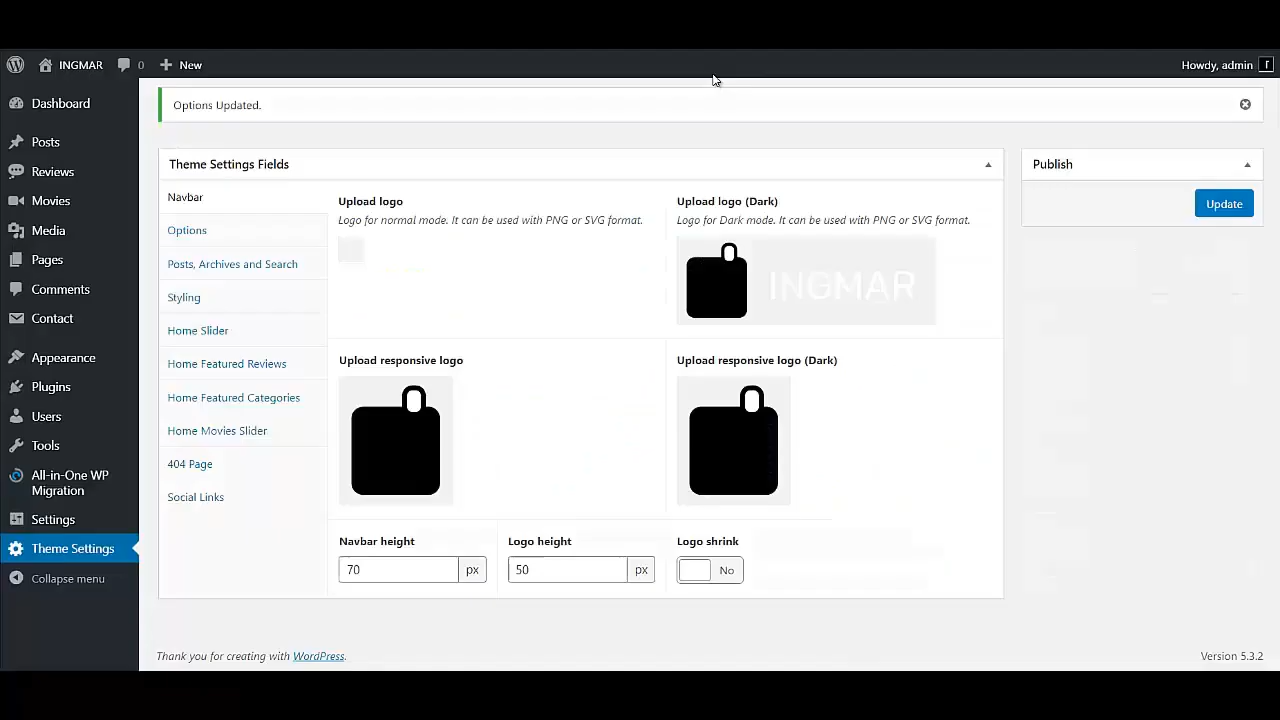 INGMAR
0
New
Howdy, admin
Dashboard
Posts
Reviews
Movies
Media
Pages
Comments
Contact
Appearance
Plugins
Users
Tools
All-in-One WP
Migration
Settings
Theme Settings
Collapse menu
Options Updated.
Theme Settings Fields
Navbar
Options
Posts, Archives and Search
Styling
Home Slider
Home Featured Reviews
Home Featured Categories
Home Movies Slider
404 Page
Social Links
Upload logo
Logo for normal mode. It can be used with PNG or SVG format.
Upload logo (Dark)
Logo for Dark mode. It can be used with PNG or SVG format.
INGMAR
Upload responsive logo
Upload responsive logo (Dark)
Navbar height
70 px
Logo height
50 px
Logo shrink
No
Publish
Update
Thank you for creating with WordPress.
Version 5.3.2